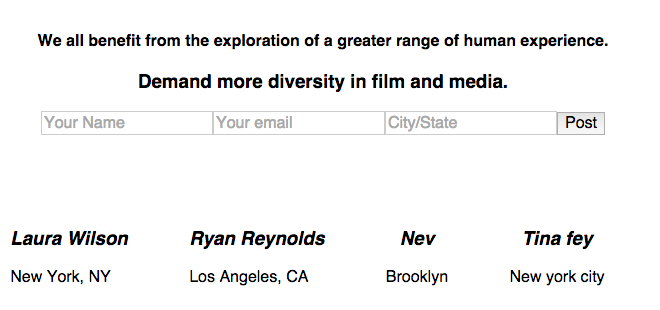 We all benefit from the exploration of a greater range of human experience.
Demand more diversity in film and media.
Your Name Your email City/State Post
Laura Wilson Ryan Reynolds Nev Tina fey
New York, NY Los Angeles, CA Brooklyn New york city